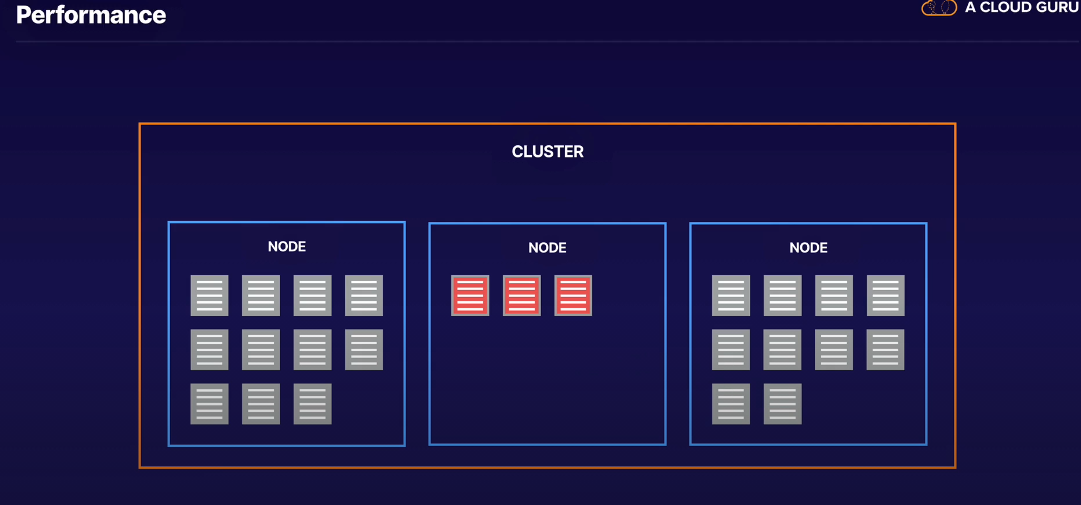 Performance
A CLOUD GURU
CLUSTER
NODE
NODE
NODE